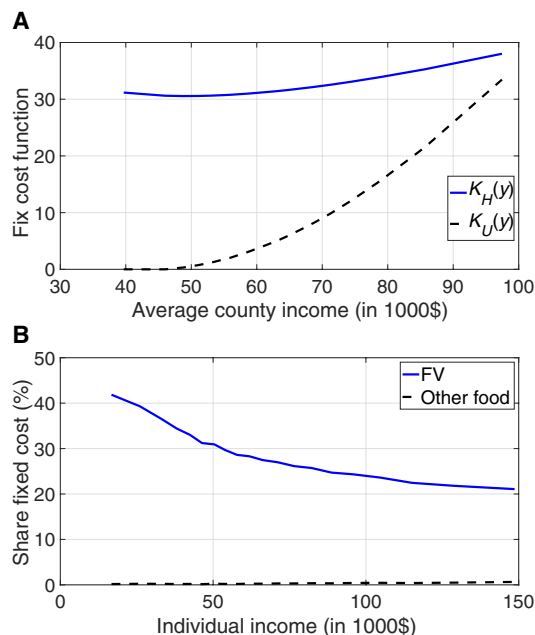 A
40
30
20
10
0
Fix cost function
K_H(y)
K_U(y)
30 40 50 60 70 80 90 100
Average county income (in 1000$)
B
50
40
30
20
10
0
Share fixed cost (%)
FV
Other food
0 50 100 150
Individual income (in 1000$)